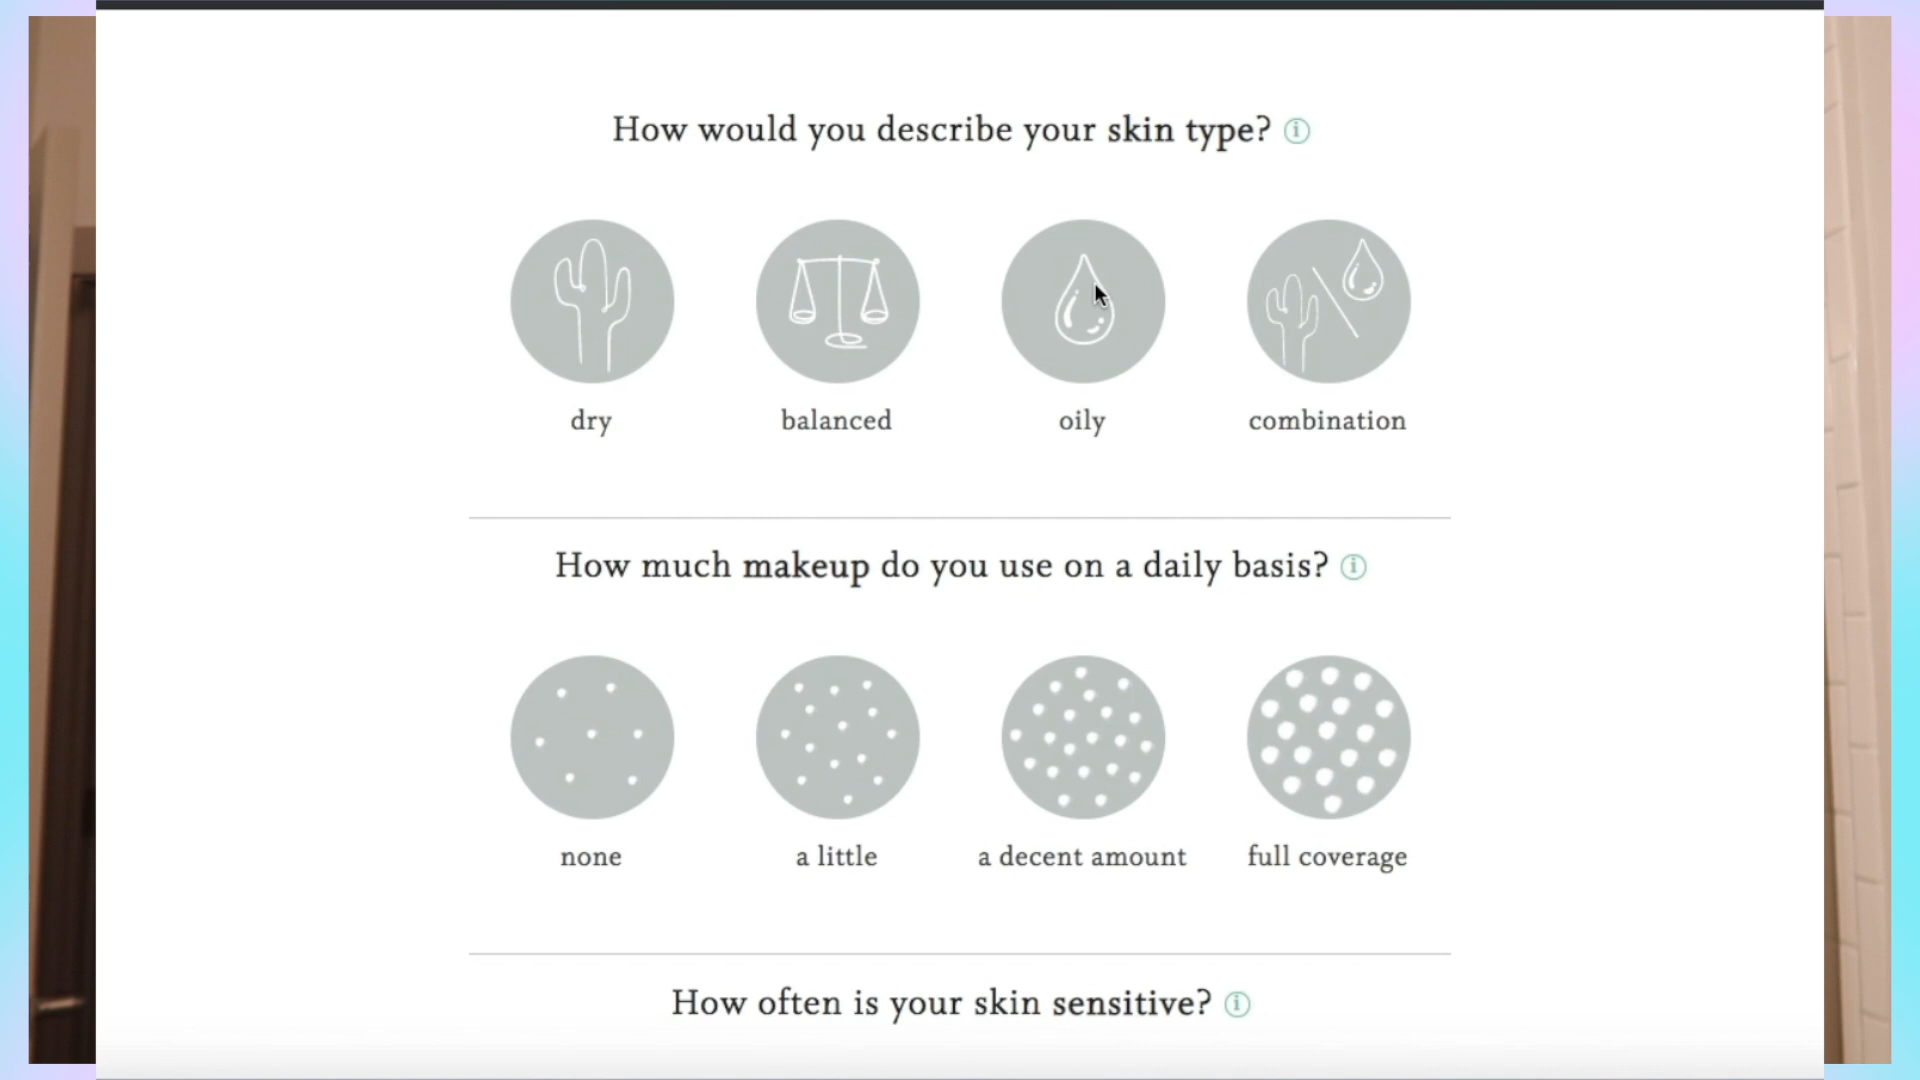 How would you describe your skin type? i
dry
balanced
oily
combination
How much makeup do you use on a daily basis? i
none
a little
a decent amount
full coverage
How often is your skin sensitive? i